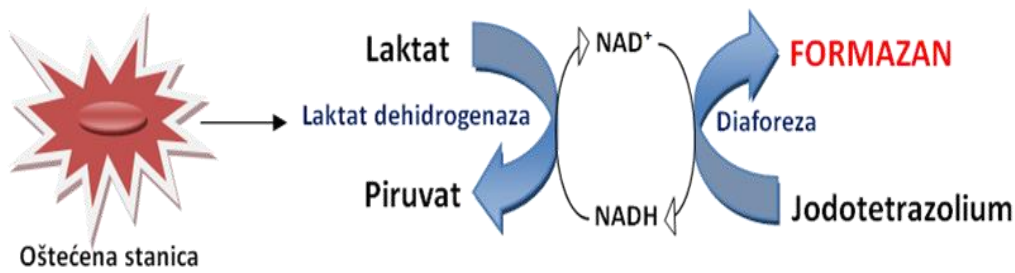 Laktat
NAD+
FORMAZAN
Laktat dehidrogenaza
Diaforeza
Piruvat
NADH
Jodotetrazolium
Oštećena stanica